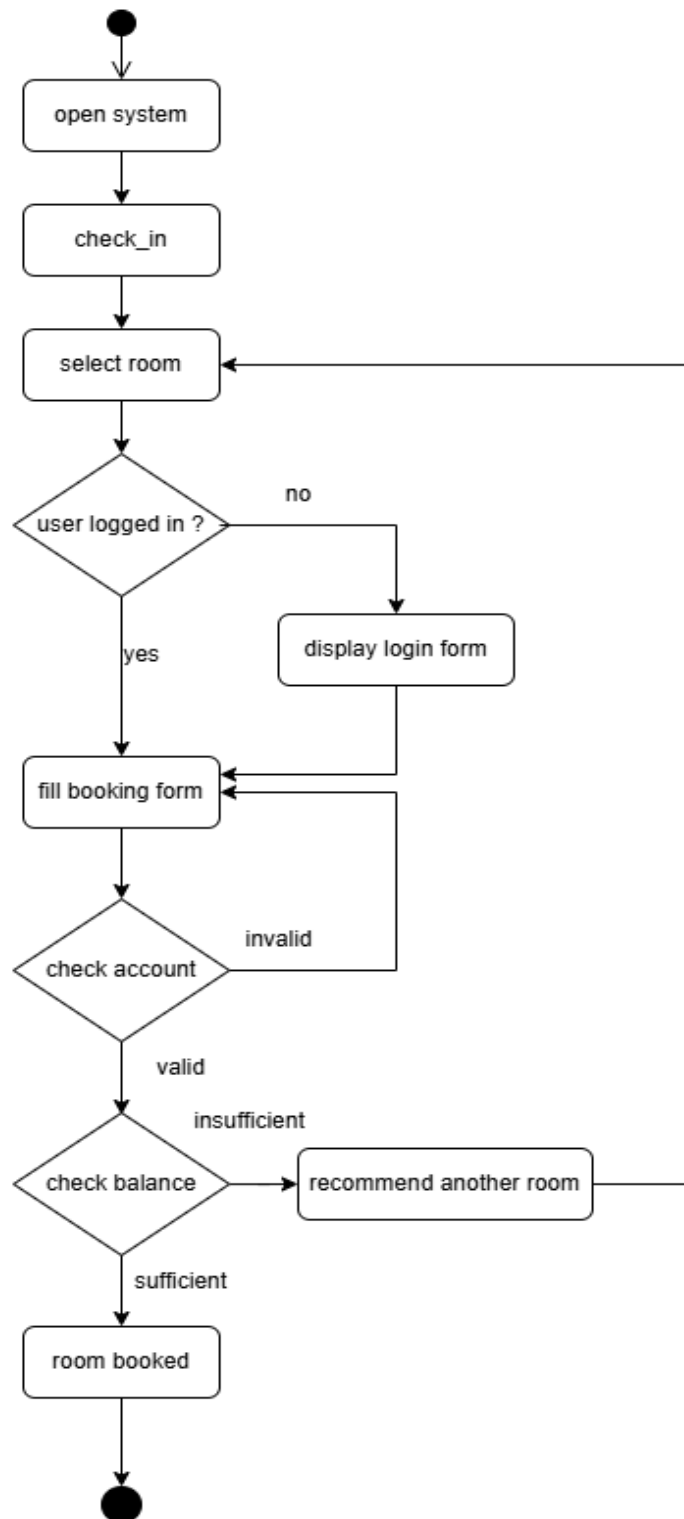 open system
check_in
select room
user logged in ?
no
yes
display login form
fill booking form
invalid
check account
valid
insufficient
check balance
recommend another room
sufficient
room booked